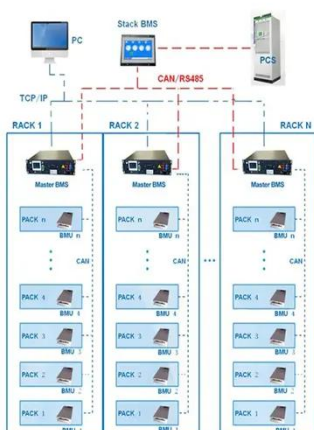 PC
Stack BMS
PCS
CAN/RS485
TCP/IP
RACK 1
RACK 2
RACK N
Master BMS
Master BMS
Master BMS
PACK n
BMU n
PACK n
BMU n
PACK n
BMU n
CAN
CAN
...
CAN
PACK 4
BMU 4
PACK 4
BMU 4
PACK 4
BMU 4
PACK 3
BMU 3
PACK 3
BMU 3
PACK 3
BMU 3
PACK 2
BMU 2
PACK 2
BMU 2
PACK 2
BMU 2
PACK 1
PACK 1
PACK 1